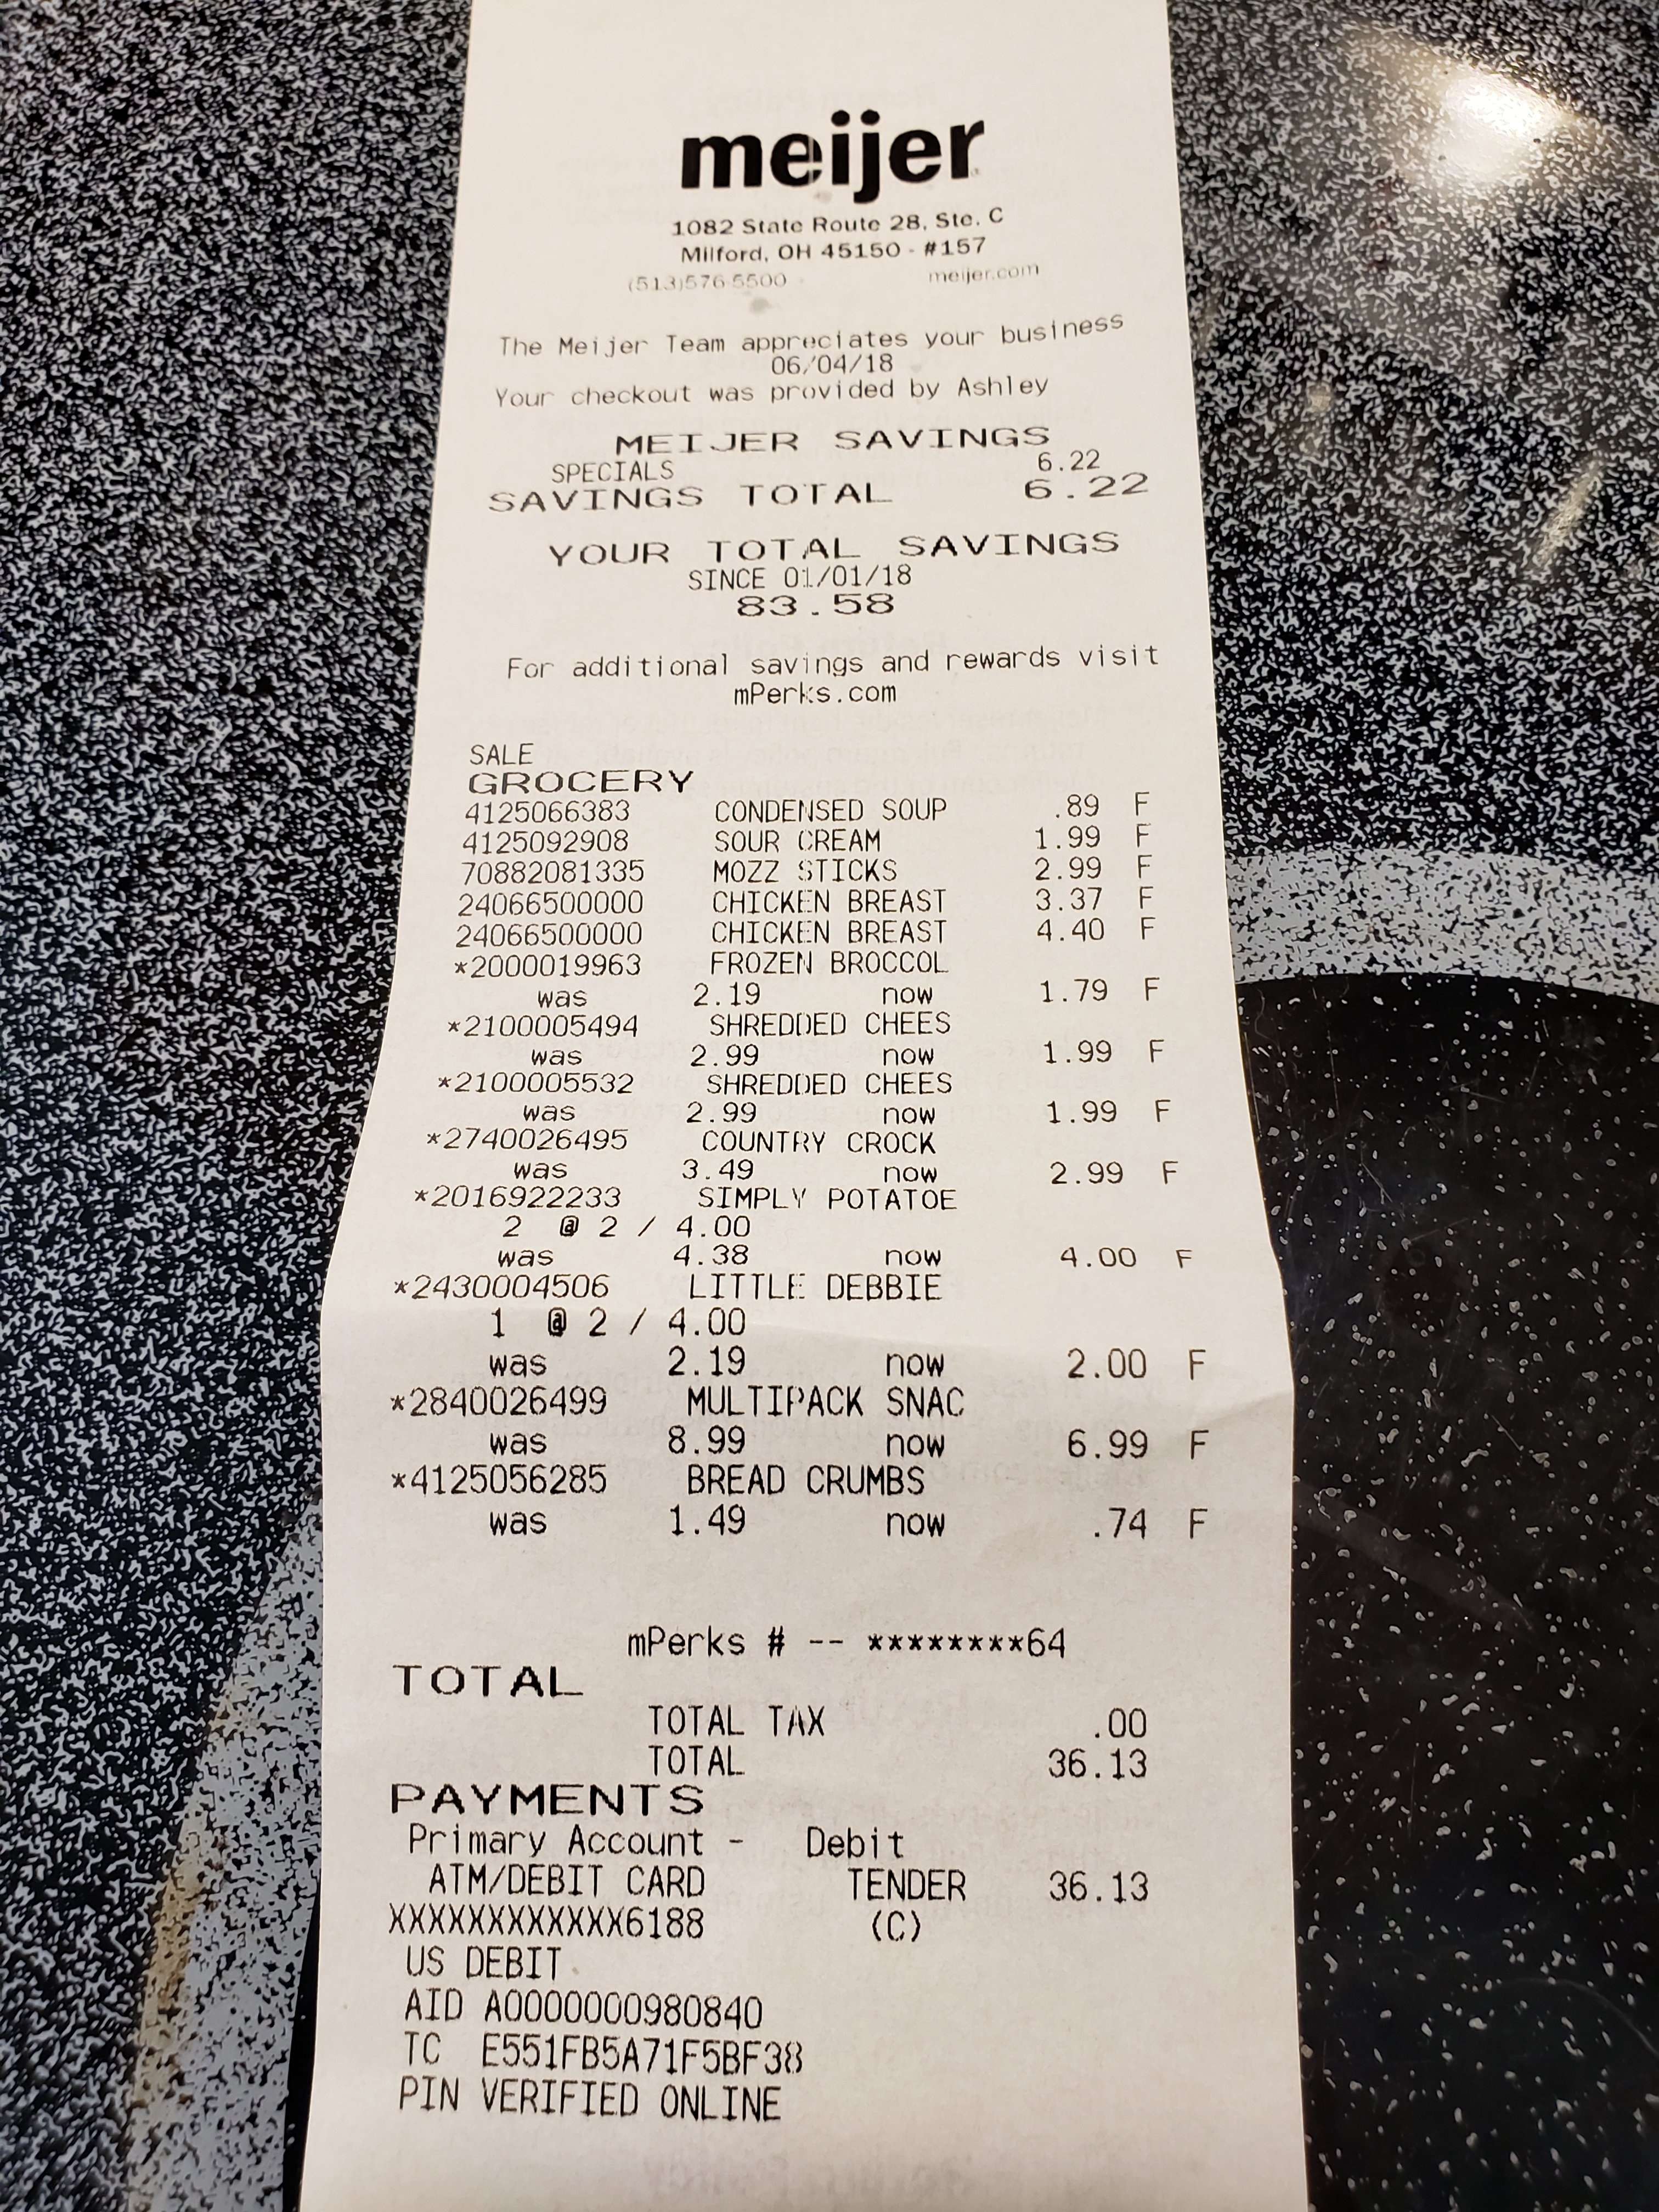 meijer
1082 State Route 28, Ste. C
Milford, OH 45150 - #157
(513)576-5500 meijer.com
The Meijer Team appreciates your business
06/04/18
Your checkout was provided by Ashley
MEIJER SAVINGS
SPECIALS 6.22
SAVINGS TOTAL 6.22
YOUR TOTAL SAVINGS
SINCE 01/01/18
83.58
For additional savings and rewards visit
mPerks.com
SALE
GROCERY
4125066383 CONDENSED SOUP .89 F
4125092908 SOUR CREAM 1.99 F
70882081335 MOZZ STICKS 2.99 F
24066500000 CHICKEN BREAST 3.37 F
24066500000 CHICKEN BREAST 4.40 F
*2000019963 FROZEN BROCCOL
was 2.19 now 1.79 F
*2100005494 SHREDDED CHEES
was 2.99 now 1.99 F
*2100005532 SHREDDED CHEES
was 2.99 now 1.99 F
*2740026495 COUNTRY CROCK
was 3.49 now 2.99 F
*2016922233 SIMPLY POTATOE
2 @ 2 / 4.00
was 4.38 now 4.00 F
*2430004506 LITTLE DEBBIE
1 @ 2 / 4.00
was 2.19 now 2.00 F
*2840026499 MULTIPACK SNAC
was 8.99 now 6.99 F
*4125056285 BREAD CRUMBS
was 1.49 now .74 F
mPerks # -- ********64
TOTAL
TOTAL TAX .00
TOTAL 36.13
PAYMENTS
Primary Account - Debit
ATM/DEBIT CARD TENDER 36.13
XXXXXXXXXXXX6188 (C)
US DEBIT
AID A0000000980840
TC E551FB5A71F5BF38
PIN VERIFIED ONLINE